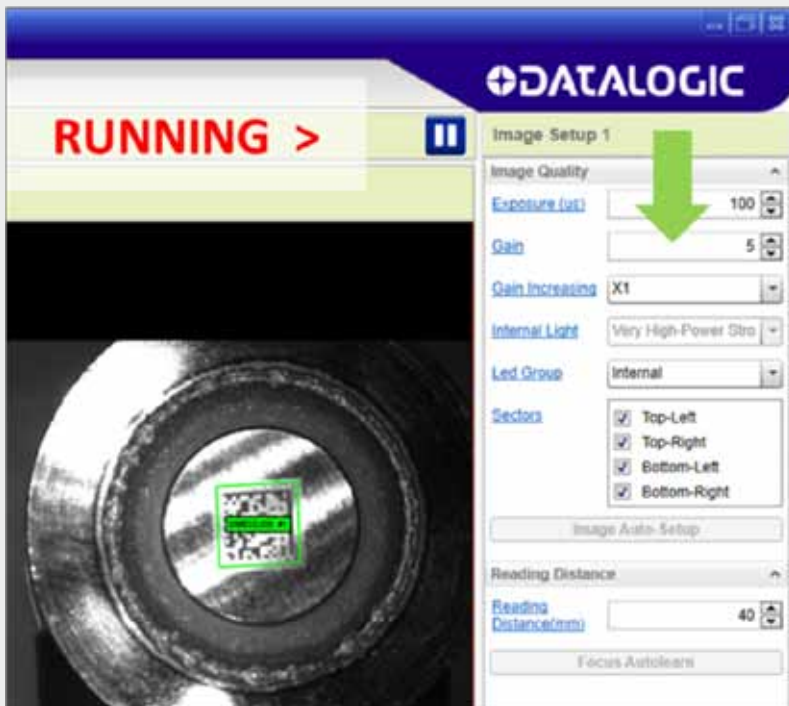 DATALOGIC
RUNNING >
Image Setup 1
Image Quality
Exposure (us) 100
Gain 5
Gain Increasing X1
Internal Light Very High-Power Stro
Led Group Internal
Sectors Top-Left
Top-Right
Bottom-Left
Bottom-Right
Image Auto-Setup
Reading Distance
Reading
Distance(mm) 40
Focus Autolearn